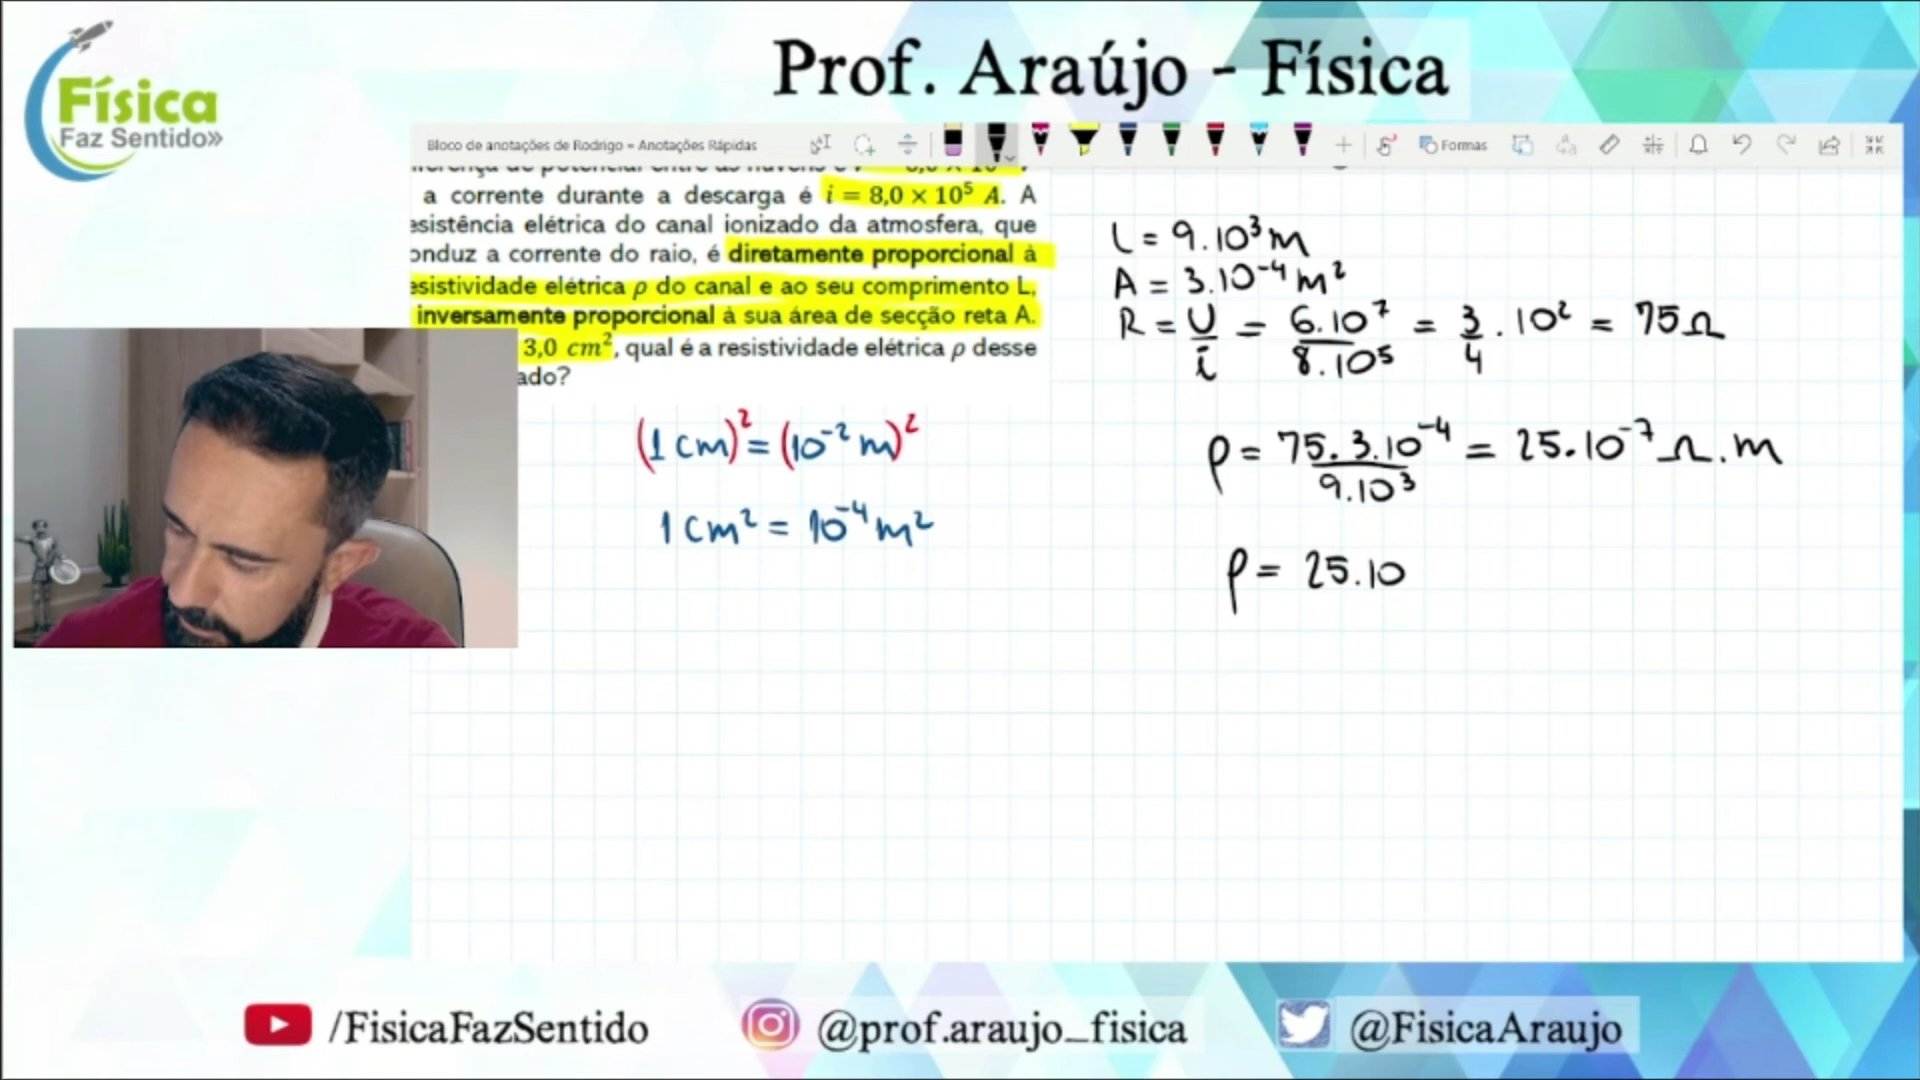 Física
Faz Sentido»
Prof. Araújo - Física
Bloco de anotações de Rodrigo – Anotações Rápidas
Formas
a corrente durante a descarga é i = 8,0 × 10⁵ A. A
esistência elétrica do canal ionizado da atmosfera, que
onduz a corrente do raio, é diretamente proporcional à
esistividade elétrica ρ do canal e ao seu comprimento L,
inversamente proporcional à sua área de secção reta A.
3,0 cm², qual é a resistividade elétrica ρ desse
ado?
(1 cm)² = (10⁻² m)²
1 cm² = 10⁻⁴ m²
L = 9.10³ m
A = 3.10⁻⁴ m²
R = U/i = 6.10⁷/8.10⁵ = 3/4 . 10² = 75 Ω
ρ = 75.3.10⁻⁴/9.10³ = 25.10⁻⁷ Ω.m
ρ = 25.10
/FisicaFazSentido
@prof.araujo_fisica
@FisicaAraujo